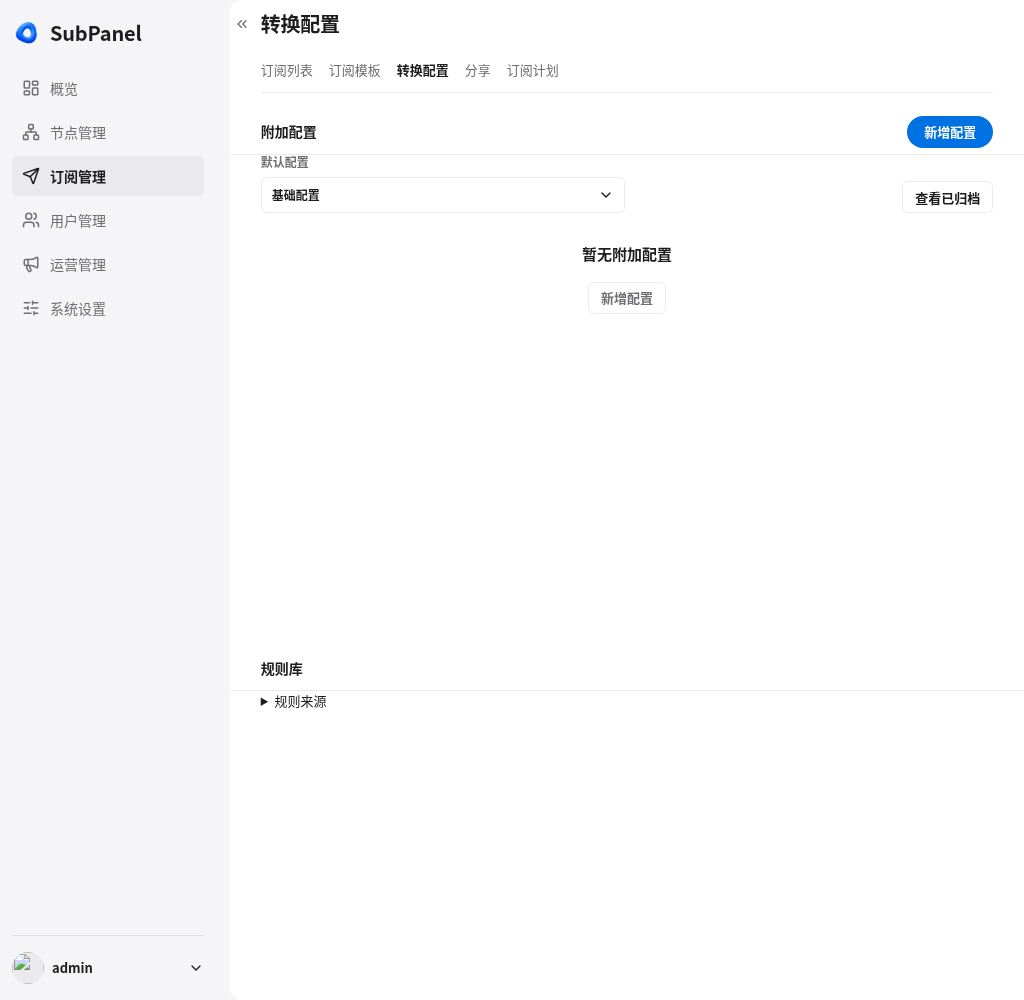 SubPanel
概览
节点管理
订阅管理
用户管理
运营管理
系统设置
admin
转换配置
订阅列表 订阅模板 转换配置 分享 订阅计划
附加配置 新增配置
默认配置
基础配置 查看已归档
暂无附加配置
新增配置
规则库
规则来源